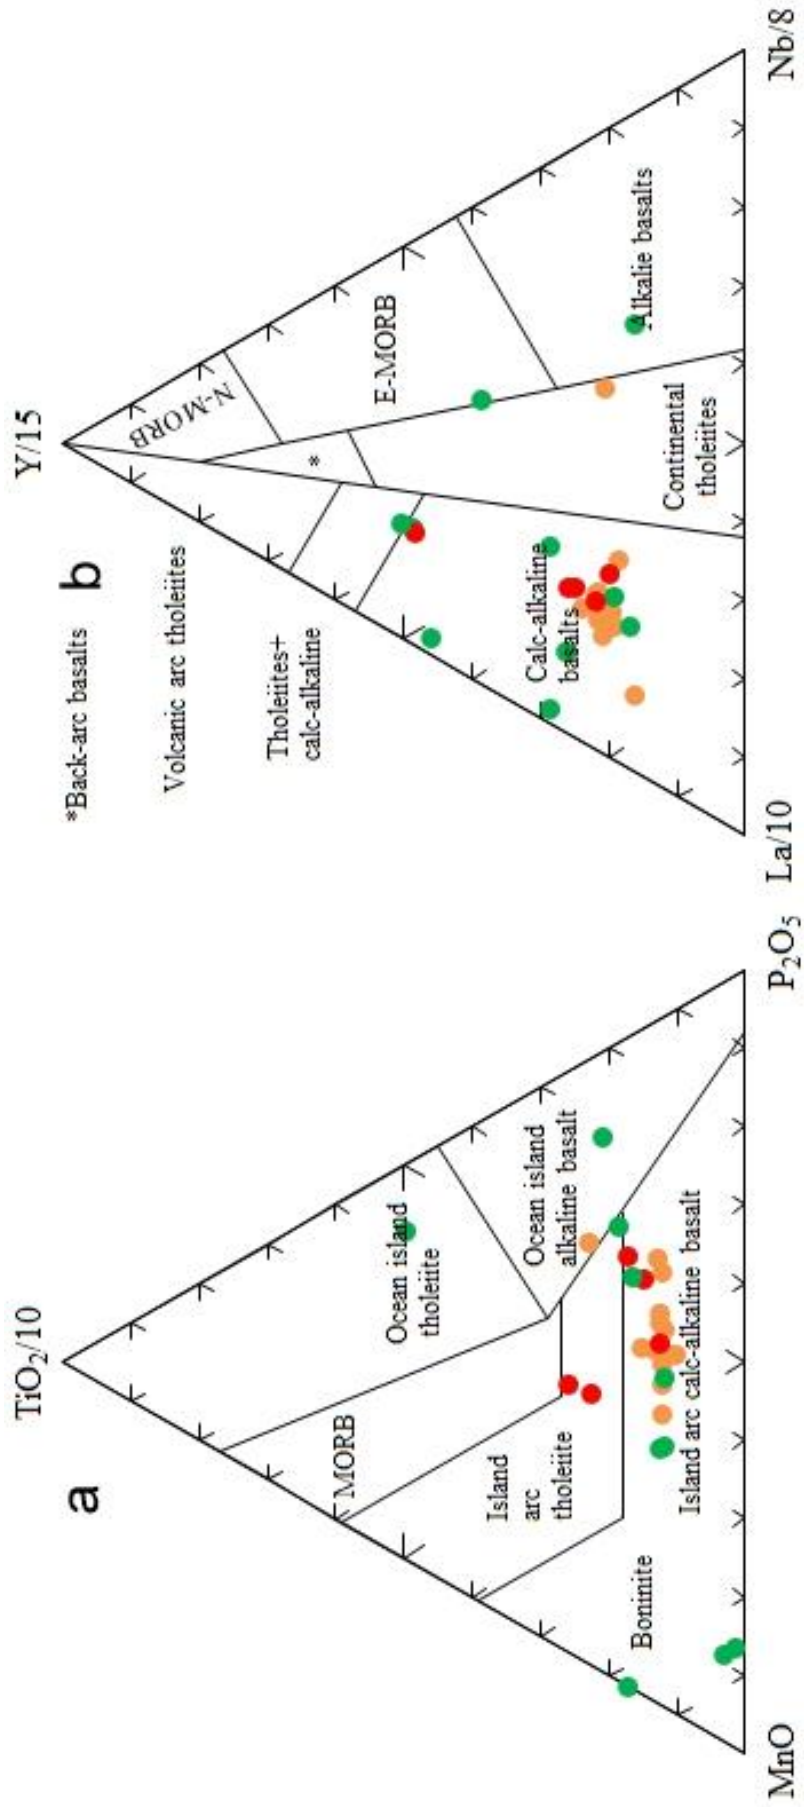 a
TiO2/10
MORB
Ocean island
tholeiite
Island
arc
tholeiite
Ocean island
alkaline basalt
Boninite
Island arc calc-alkaline basalt
MnO
P2O5
b
Y/15
*Back-arc basalts
Volcanic arc tholeiites
Tholeiites+
calc-alkaline
N-MORB
*
E-MORB
Calc-alkaline
basalts
Alkalie basalts
Continental
tholeiites
La/10
Nb/8